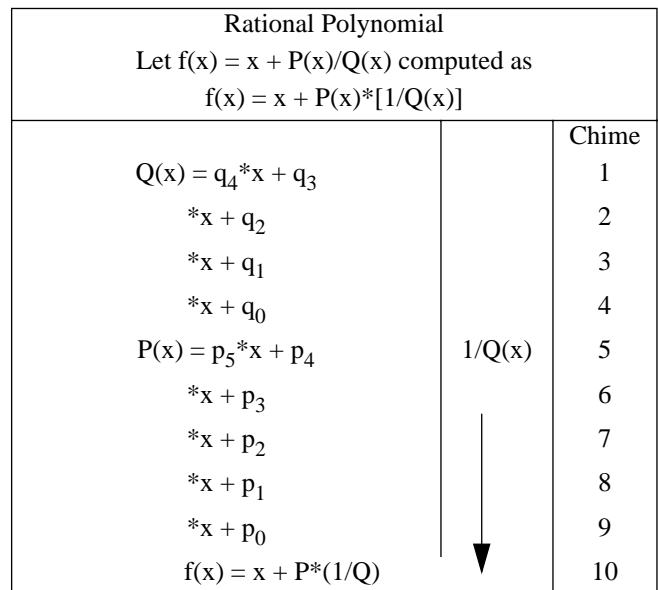 Rational Polynomial
Let f(x) = x + P(x)/Q(x) computed as
f(x) = x + P(x)*[1/Q(x)]
Chime
Q(x) = q₄*x + q₃ 1
*x + q₂ 2
*x + q₁ 3
*x + q₀ 4
P(x) = p₅*x + p₄ 1/Q(x) 5
*x + p₃ 6
*x + p₂ 7
*x + p₁ 8
*x + p₀ 9
f(x) = x + P*(1/Q) 10